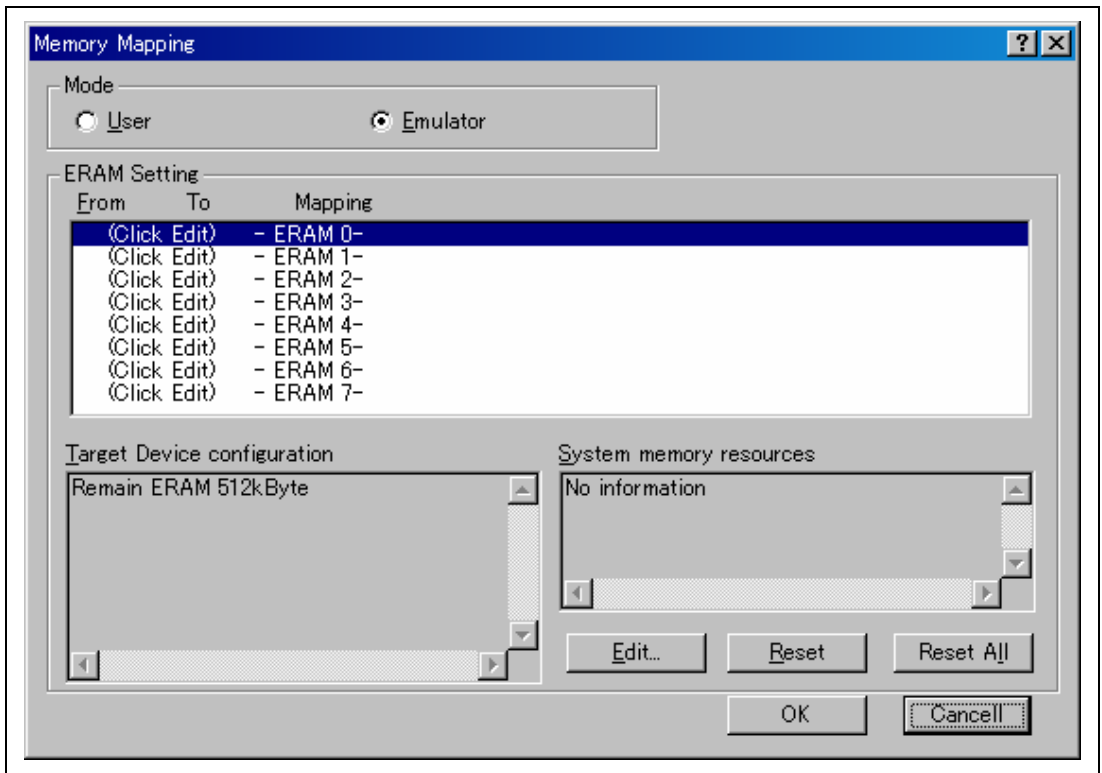 Memory Mapping
Mode
User Emulator
ERAM Setting
From To Mapping
(Click Edit) - ERAM 0-
(Click Edit) - ERAM 1-
(Click Edit) - ERAM 2-
(Click Edit) - ERAM 3-
(Click Edit) - ERAM 4-
(Click Edit) - ERAM 5-
(Click Edit) - ERAM 6-
(Click Edit) - ERAM 7-
Target Device configuration
Remain ERAM 512kByte
System memory resources
No information
Edit... Reset Reset All
OK Cancell